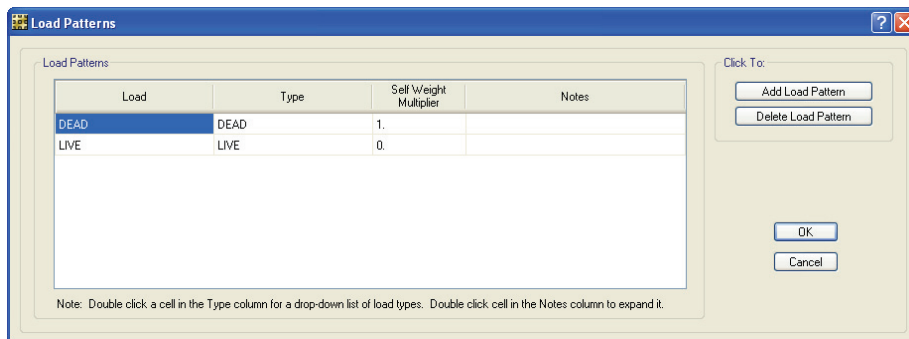 Load Patterns
Load Patterns
Load Type Self Weight Multiplier Notes
DEAD DEAD 1.
LIVE LIVE 0.
Note: Double click a cell in the Type column for a drop-down list of load types. Double click cell in the Notes column to expand it.
Click To:
Add Load Pattern
Delete Load Pattern
OK
Cancel